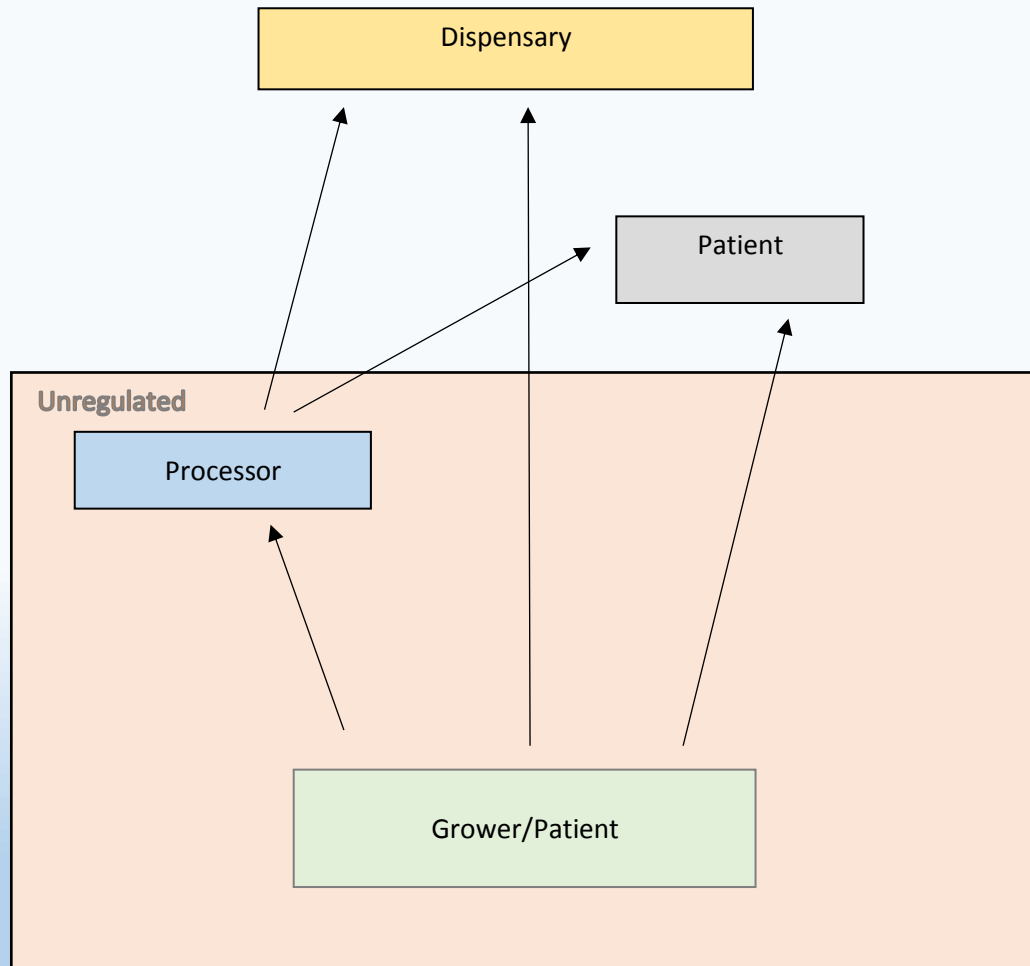 Dispensary
Patient
Unregulated
Processor
Grower/Patient